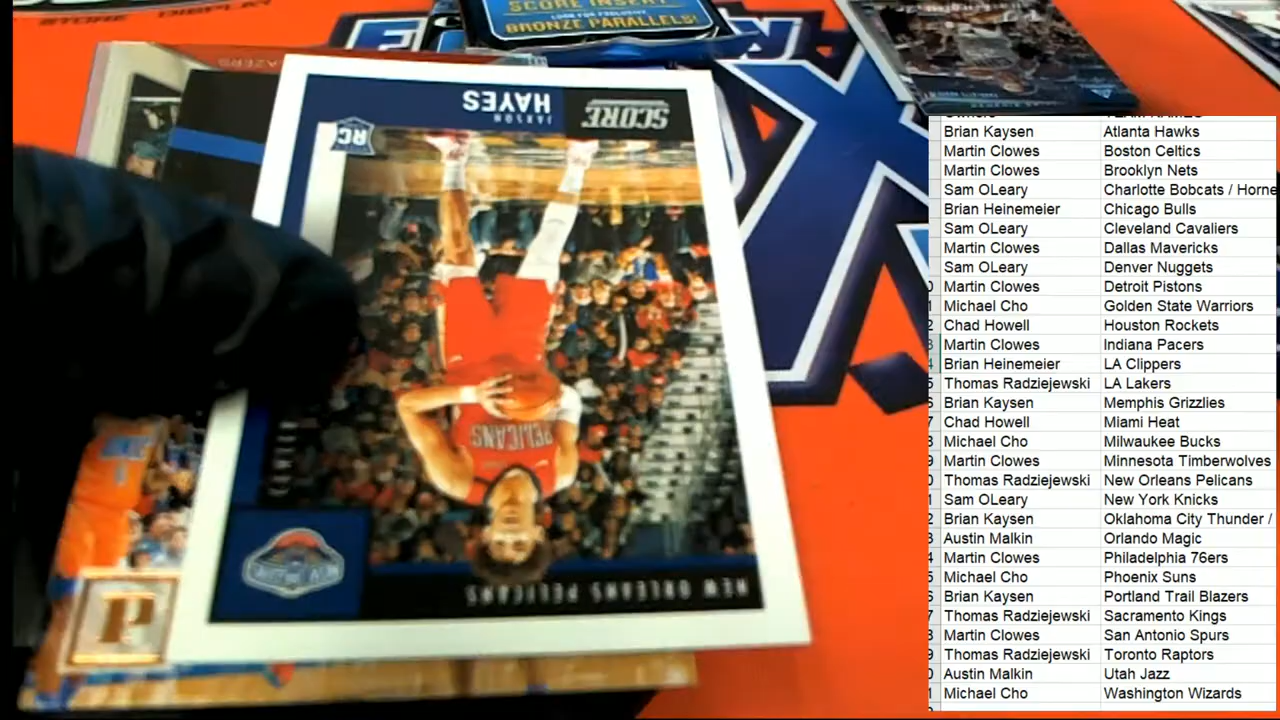 STORE DISPLAY
SCORE INSERT
LOOK FOR EXCLUSIVE
BRONZE PARALLELS!
JAXSON
HAYES
SCORE
RC
PELICANS
CENTER
NEW ORLEANS PELICANS
P
Brian Kaysen Atlanta Hawks
Martin Clowes Boston Celtics
Martin Clowes Brooklyn Nets
Sam OLeary Charlotte Bobcats / Horne
Brian Heinemeier Chicago Bulls
Sam OLeary Cleveland Cavaliers
Martin Clowes Dallas Mavericks
Sam OLeary Denver Nuggets
Martin Clowes Detroit Pistons
Michael Cho Golden State Warriors
Chad Howell Houston Rockets
Martin Clowes Indiana Pacers
Brian Heinemeier LA Clippers
Thomas Radziejewski LA Lakers
Brian Kaysen Memphis Grizzlies
Chad Howell Miami Heat
Michael Cho Milwaukee Bucks
Martin Clowes Minnesota Timberwolves
Thomas Radziejewski New Orleans Pelicans
Sam OLeary New York Knicks
Brian Kaysen Oklahoma City Thunder /
Austin Malkin Orlando Magic
Martin Clowes Philadelphia 76ers
Michael Cho Phoenix Suns
Brian Kaysen Portland Trail Blazers
Thomas Radziejewski Sacramento Kings
Martin Clowes San Antonio Spurs
Thomas Radziejewski Toronto Raptors
Austin Malkin Utah Jazz
Michael Cho Washington Wizards